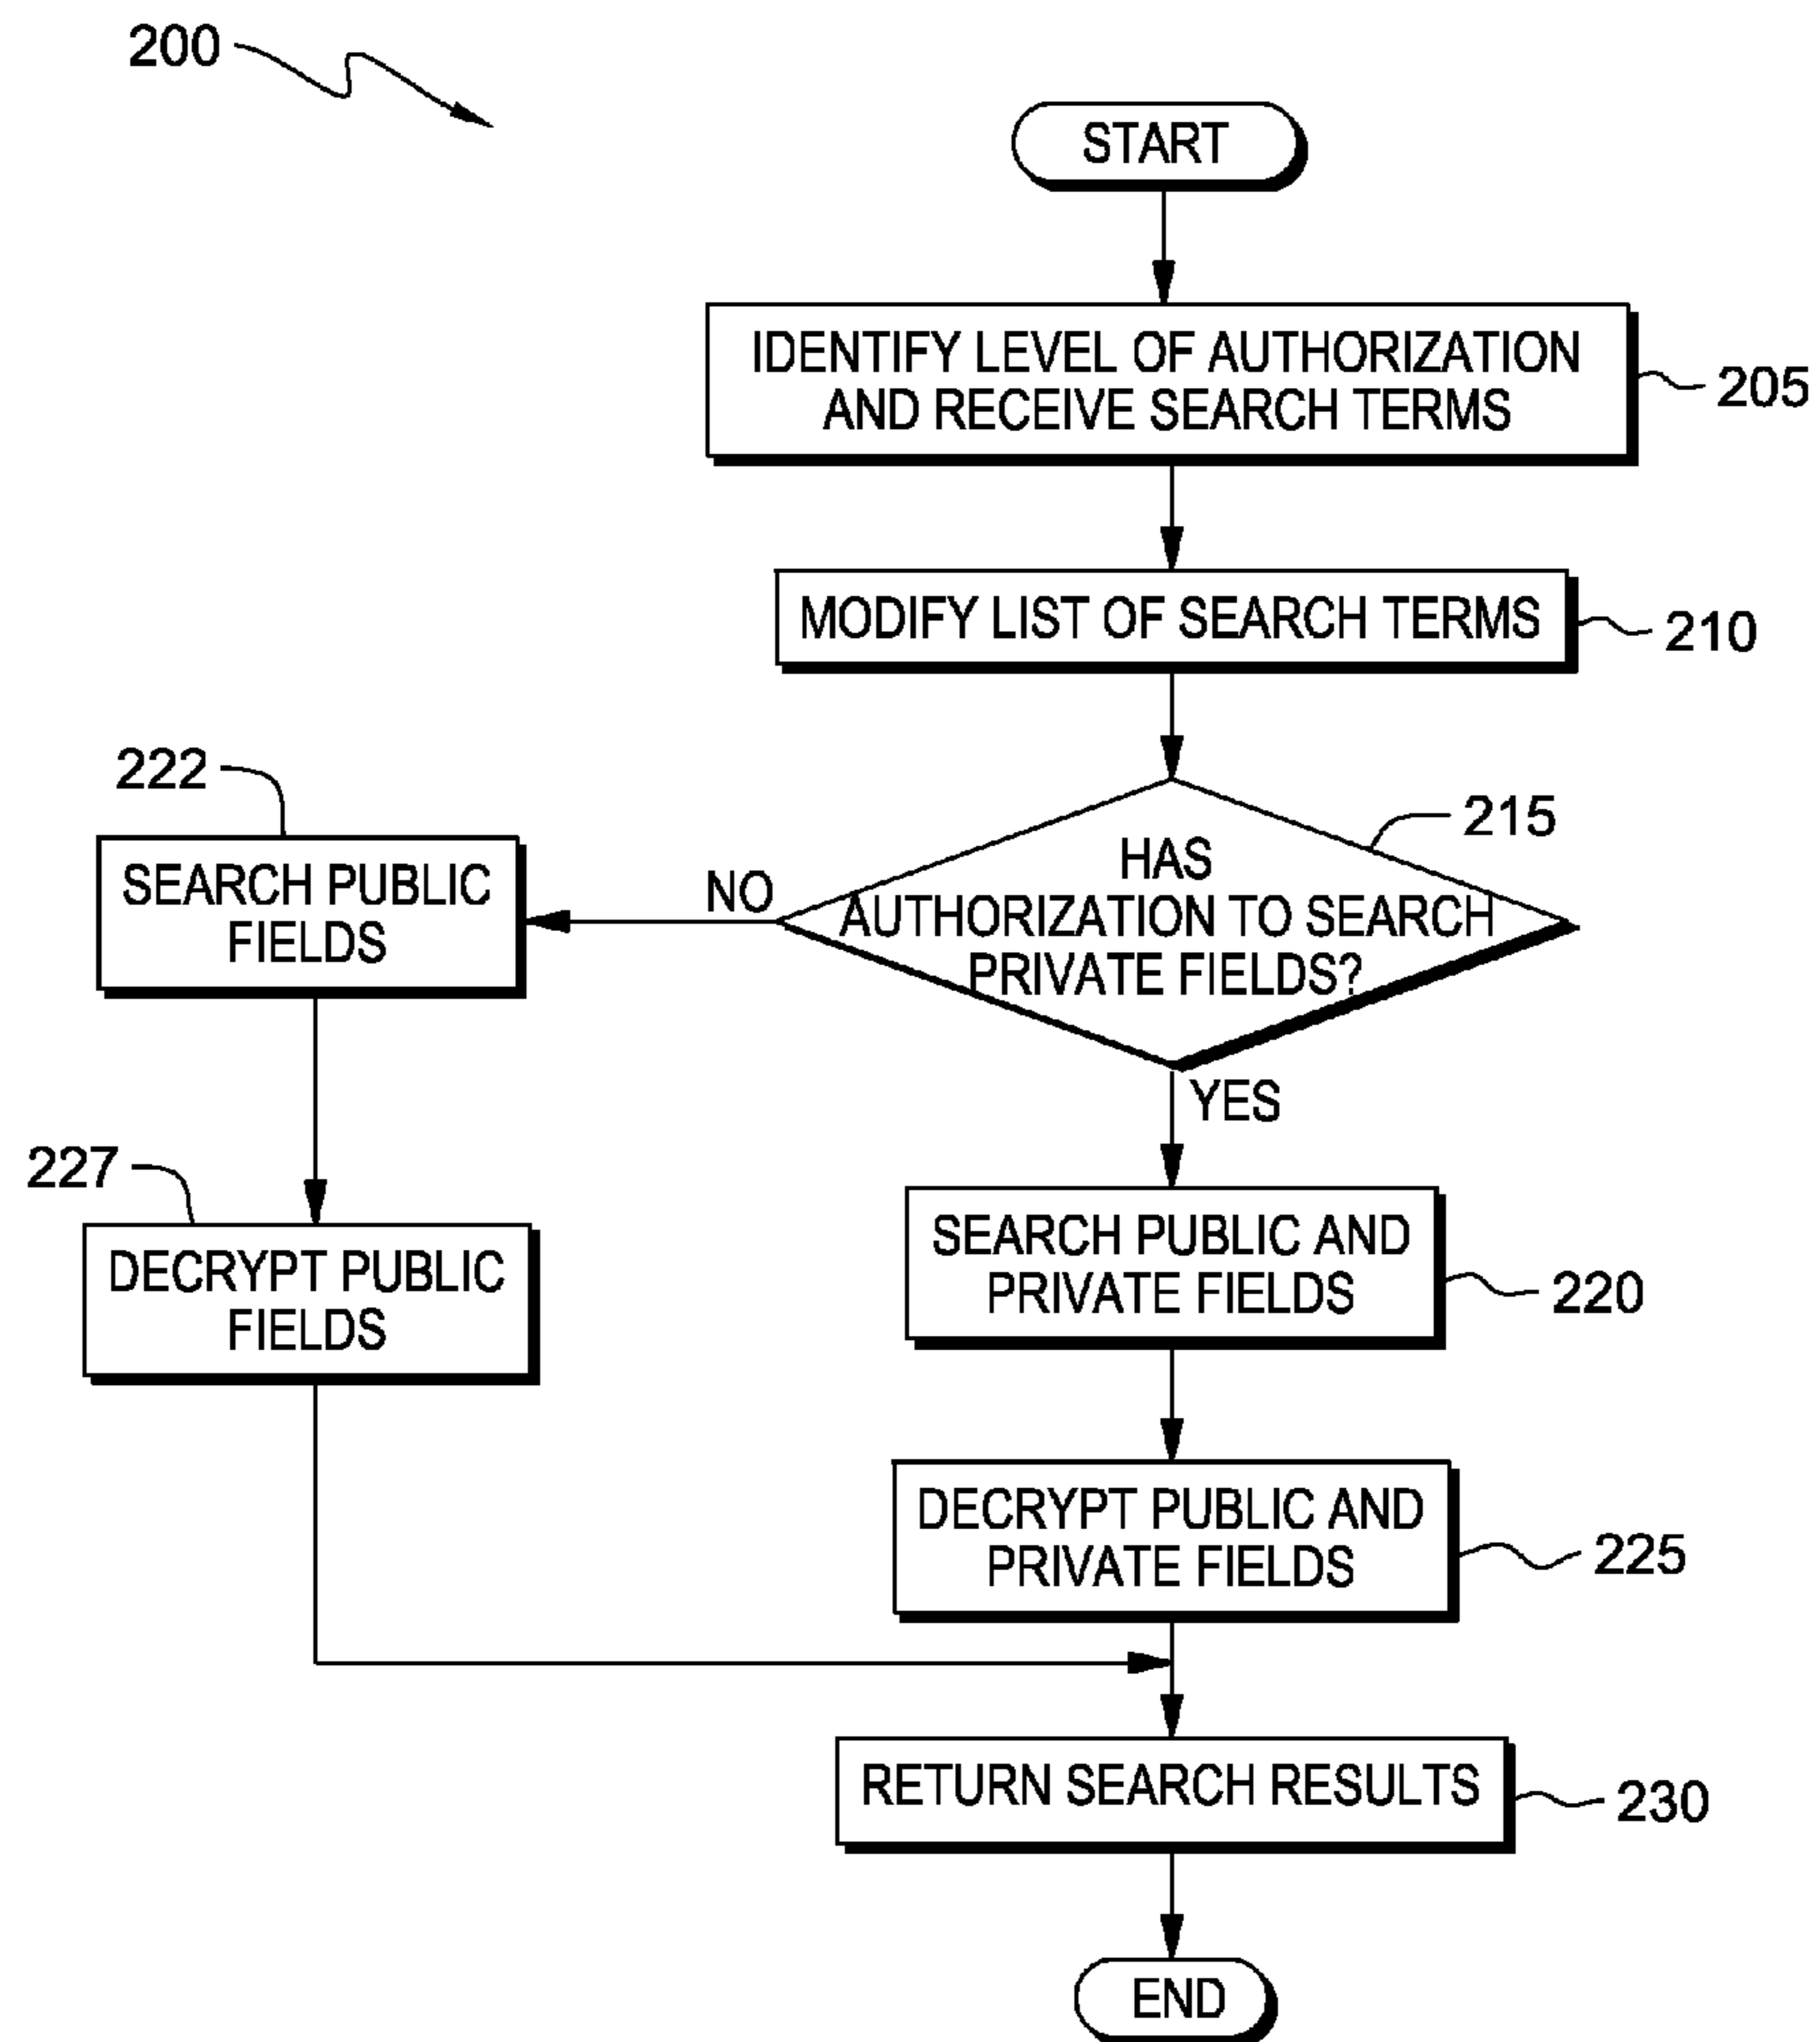 200
START
IDENTIFY LEVEL OF AUTHORIZATION
AND RECEIVE SEARCH TERMS
205
MODIFY LIST OF SEARCH TERMS
210
215
HAS
AUTHORIZATION TO SEARCH
PRIVATE FIELDS?
NO
222
SEARCH PUBLIC
FIELDS
YES
227
DECRYPT PUBLIC
FIELDS
SEARCH PUBLIC AND
PRIVATE FIELDS
220
DECRYPT PUBLIC AND
PRIVATE FIELDS
225
RETURN SEARCH RESULTS
230
END